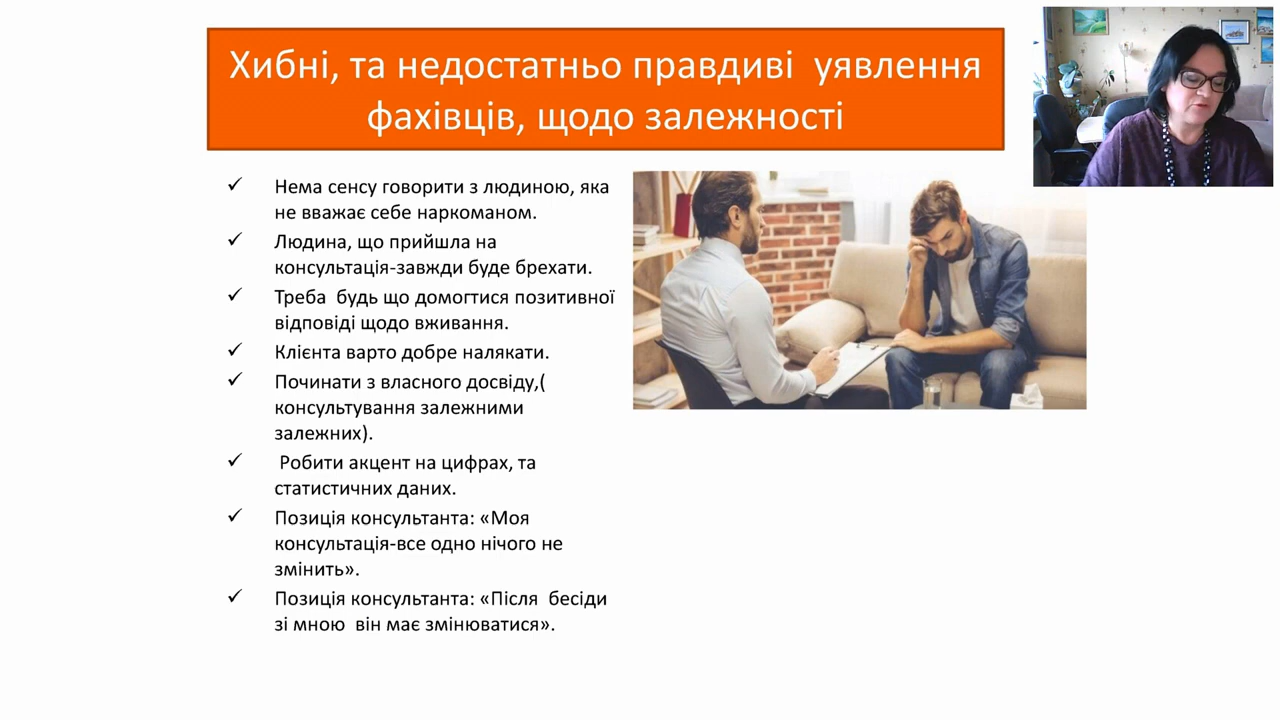 Хибні, та недостатньо правдиві  уявлення
фахівців, щодо залежності
✓ Нема сенсу говорити з людиною, яка
не вважає себе наркоманом.
✓ Людина, що прийшла на
консультація-завжди буде брехати.
✓ Треба  будь що домогтися позитивної
відповіді щодо вживання.
✓ Клієнта варто добре налякати.
✓ Починати з власного досвіду,(
консультування залежними
залежних).
✓ Робити акцент на цифрах, та
статистичних даних.
✓ Позиція консультанта: «Моя
консультація-все одно нічого не
змінить».
✓ Позиція консультанта: «Після  бесіди
зі мною  він має змінюватися».